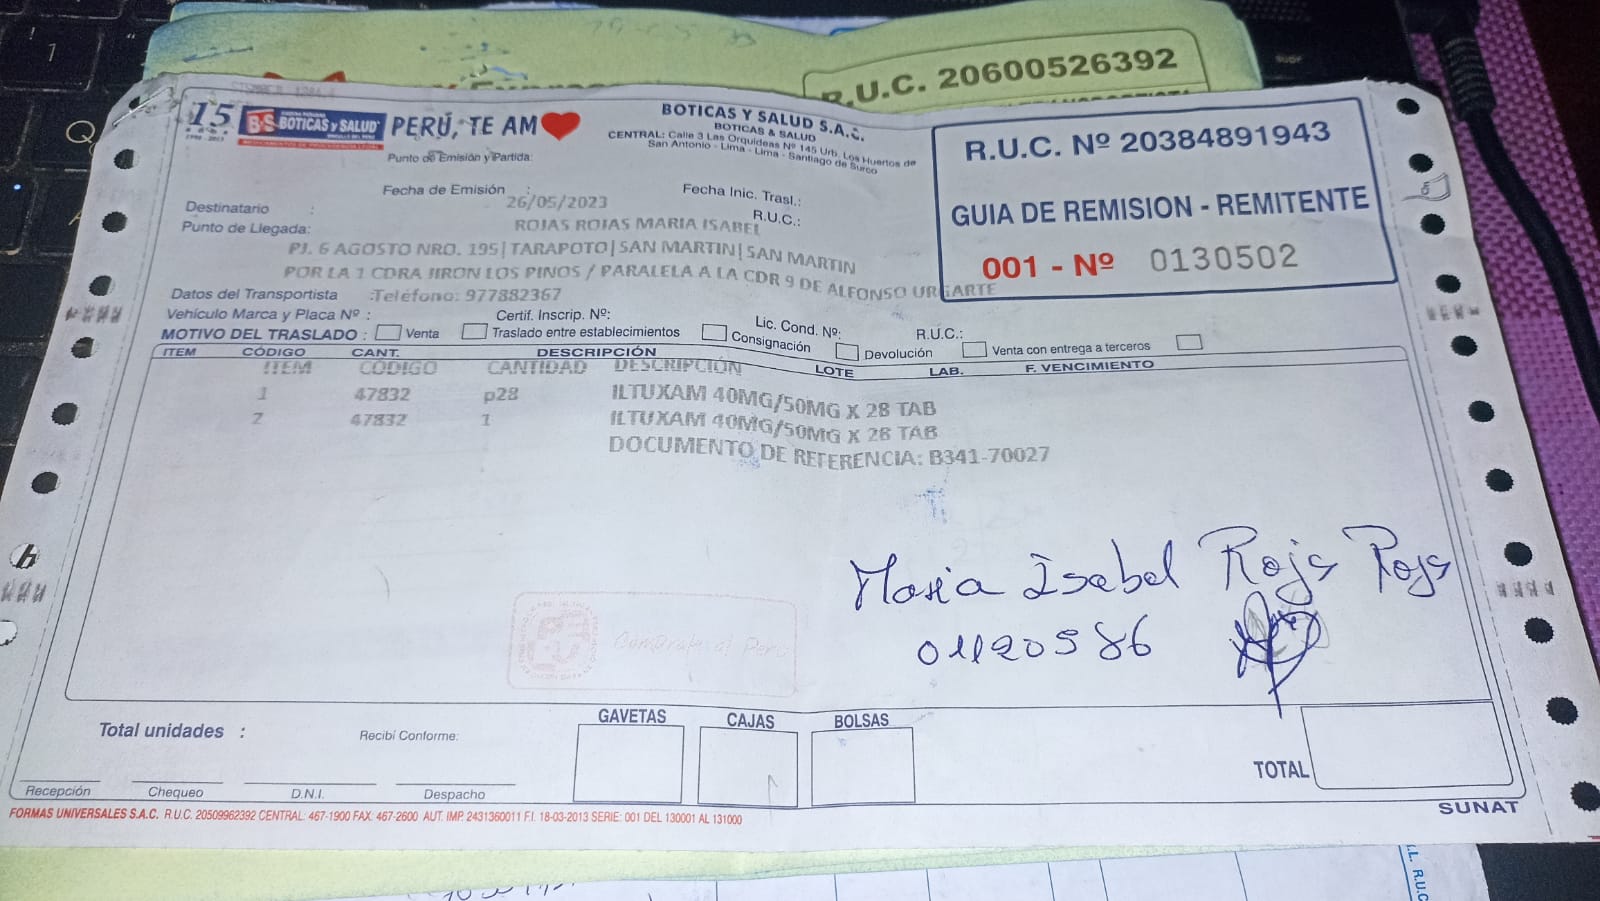 R.U.C. 20600526392
15
B&S BOTICAS y SALUD
PERÚ, TE AM
BOTICAS Y SALUD S.A.C.
BOTICAS & SALUD
CENTRAL: Calle 3 Las Orquideas Nº 145 Urb. Los Huertos de
San Antonio - Lima - Lima - Santiago de Surco
R.U.C. Nº 20384891943
GUIA DE REMISION - REMITENTE
001 - Nº 0130502
Punto de Emisión y Partida:
Fecha de Emisión : 26/05/2023 Fecha Inic. Trasl.:
Destinatario : ROJAS ROJAS MARIA ISABEL R.U.C.:
Punto de Llegada:
PJ. 6 AGOSTO NRO. 195| TARAPOTO| SAN MARTIN| SAN MARTIN
POR LA 1 CDRA JIRON LOS PINOS / PARALELA A LA CDR 9 DE ALFONSO URGARTE
Datos del Transportista :Teléfono: 977882367
Vehículo Marca y Placa Nº : Certif. Inscrip. Nº: Lic. Cond. Nº: R.U.C.:
MOTIVO DEL TRASLADO : Venta Traslado entre establecimientos Consignación Devolución Venta con entrega a terceros
ITEM CÓDIGO CANT. DESCRIPCIÓN LOTE LAB. F. VENCIMIENTO
ITEM CODIGO CANTIDAD DESCRIPCIÓN
1 47832 p28 ILTUXAM 40MG/50MG X 28 TAB
2 47832 1 ILTUXAM 40MG/50MG X 28 TAB
DOCUMENTO DE REFERENCIA: B341-70027
Maria Isabel Rojas Rojas
01120586
Total unidades :
Recibí Conforme:
GAVETAS CAJAS BOLSAS
TOTAL
Recepción Chequeo D.N.I. Despacho
SUNAT
FORMAS UNIVERSALES S.A.C. R.U.C. 20509962392 CENTRAL: 467-1900 FAX: 467-2600 AUT. IMP. 2431360011 F.I. 18-03-2013 SERIE: 001 DEL 130001 AL 131000